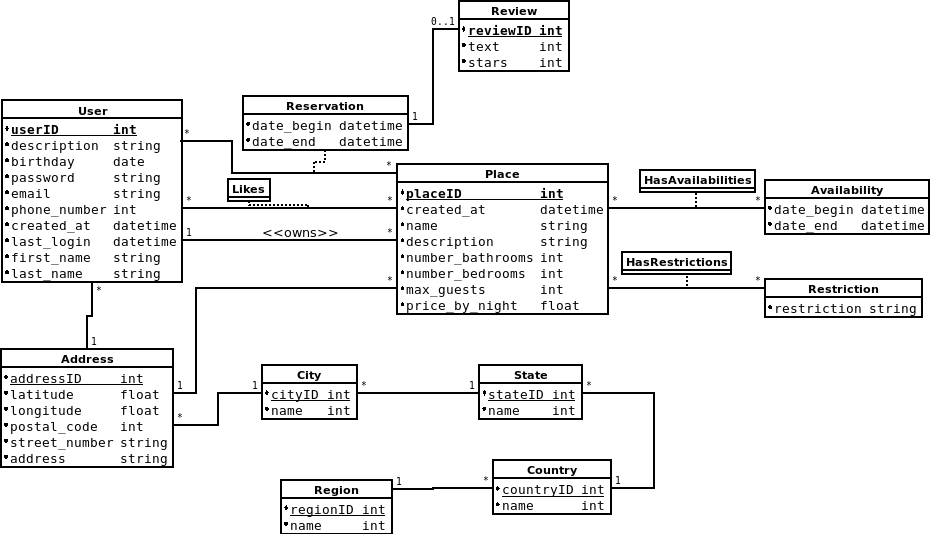 Review
reviewID int
text int
stars int
0..1
1
Reservation
date_begin datetime
date_end datetime
User
userID int
description string
birthday date
password string
email string
phone_number int
created_at datetime
last_login datetime
first_name string
last_name string
*
*
Likes
*
*
1
<<owns>>
*
Place
placeID int
created_at datetime
name string
description string
number_bathrooms int
number_bedrooms int
max_guests int
price_by_night float
HasAvailabilities
*
*
Availability
date_begin datetime
date_end datetime
HasRestrictions
*
*
Restriction
restriction string
*
*
1
Address
addressID int
latitude float
longitude float
postal_code int
street_number string
address string
1
*
1
City
cityID int
name int
*
1
State
stateID int
name int
*
Country
countryID int
name int
1
*
1
Region
regionID int
name int